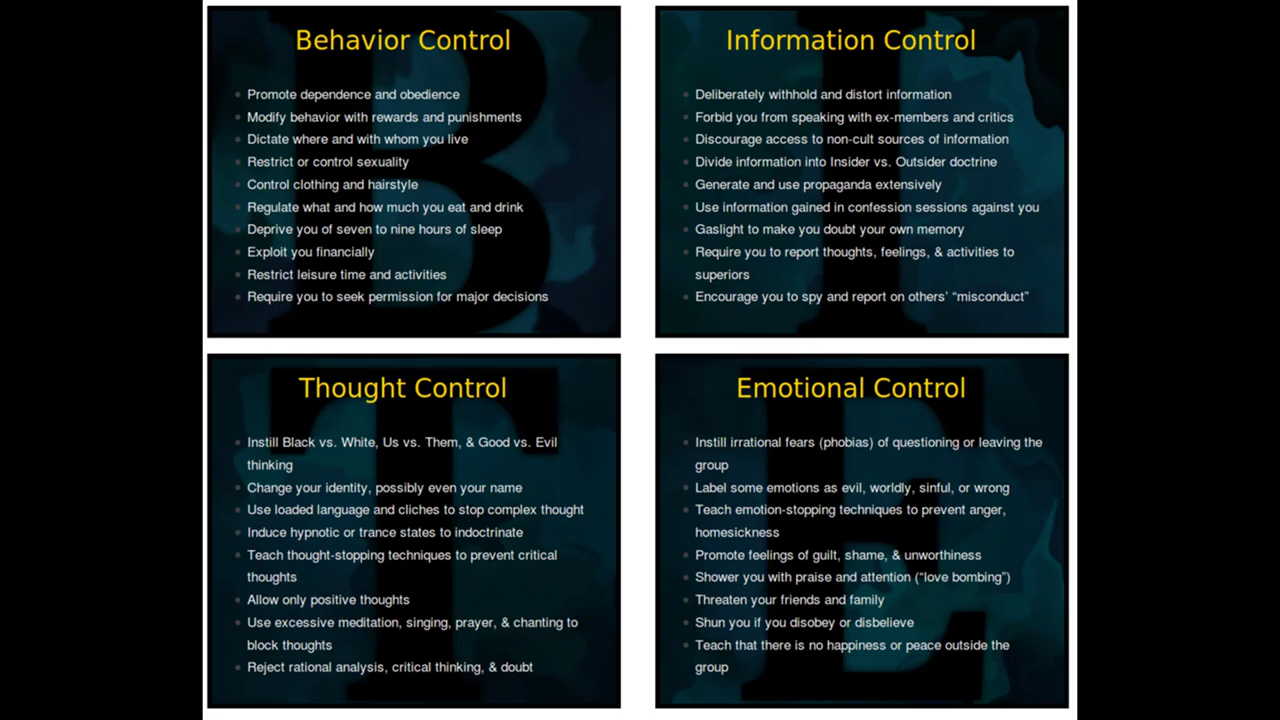 Behavior Control
Promote dependence and obedience
Modify behavior with rewards and punishments
Dictate where and with whom you live
Restrict or control sexuality
Control clothing and hairstyle
Regulate what and how much you eat and drink
Deprive you of seven to nine hours of sleep
Exploit you financially
Restrict leisure time and activities
Require you to seek permission for major decisions
Information Control
Deliberately withhold and distort information
Forbid you from speaking with ex-members and critics
Discourage access to non-cult sources of information
Divide information into Insider vs. Outsider doctrine
Generate and use propaganda extensively
Use information gained in confession sessions against you
Gaslight to make you doubt your own memory
Require you to report thoughts, feelings, & activities to
superiors
Encourage you to spy and report on others’ “misconduct”
Thought Control
Instill Black vs. White, Us vs. Them, & Good vs. Evil
thinking
Change your identity, possibly even your name
Use loaded language and cliches to stop complex thought
Induce hypnotic or trance states to indoctrinate
Teach thought-stopping techniques to prevent critical
thoughts
Allow only positive thoughts
Use excessive meditation, singing, prayer, & chanting to
block thoughts
Reject rational analysis, critical thinking, & doubt
Emotional Control
Instill irrational fears (phobias) of questioning or leaving the
group
Label some emotions as evil, worldly, sinful, or wrong
Teach emotion-stopping techniques to prevent anger,
homesickness
Promote feelings of guilt, shame, & unworthiness
Shower you with praise and attention (“love bombing”)
Threaten your friends and family
Shun you if you disobey or disbelieve
Teach that there is no happiness or peace outside the
group